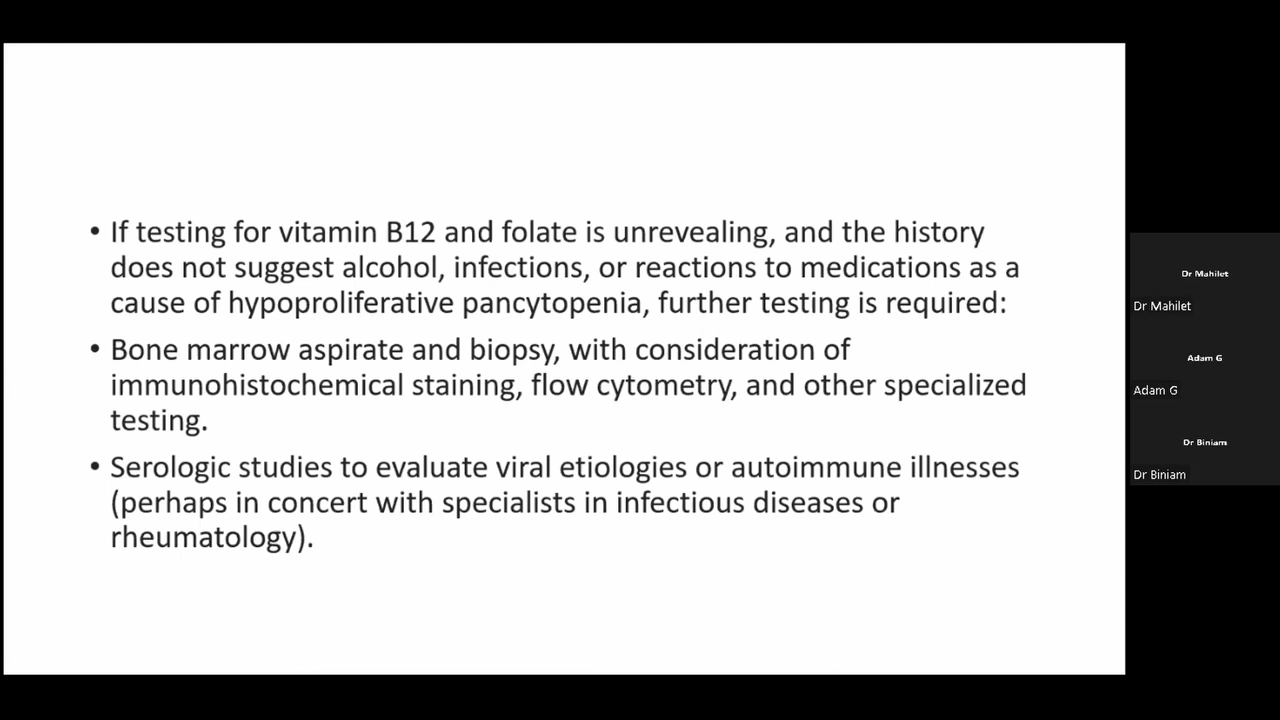 • If testing for vitamin B12 and folate is unrevealing, and the history
does not suggest alcohol, infections, or reactions to medications as a
cause of hypoproliferative pancytopenia, further testing is required:
• Bone marrow aspirate and biopsy, with consideration of
immunohistochemical staining, flow cytometry, and other specialized
testing.
• Serologic studies to evaluate viral etiologies or autoimmune illnesses
(perhaps in concert with specialists in infectious diseases or
rheumatology).
Dr Mahilet
Dr Mahilet
Adam G
Adam G
Dr Biniam
Dr Biniam